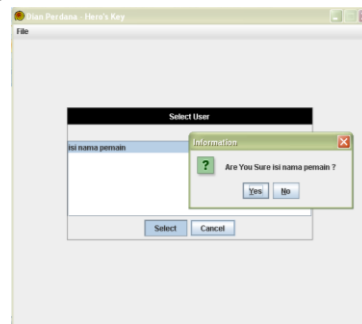 Dian Perdana - Hero's Key
File
Select User
isi nama pemain
Information
Are You Sure isi nama pemain ?
Yes
No
Select
Cancel